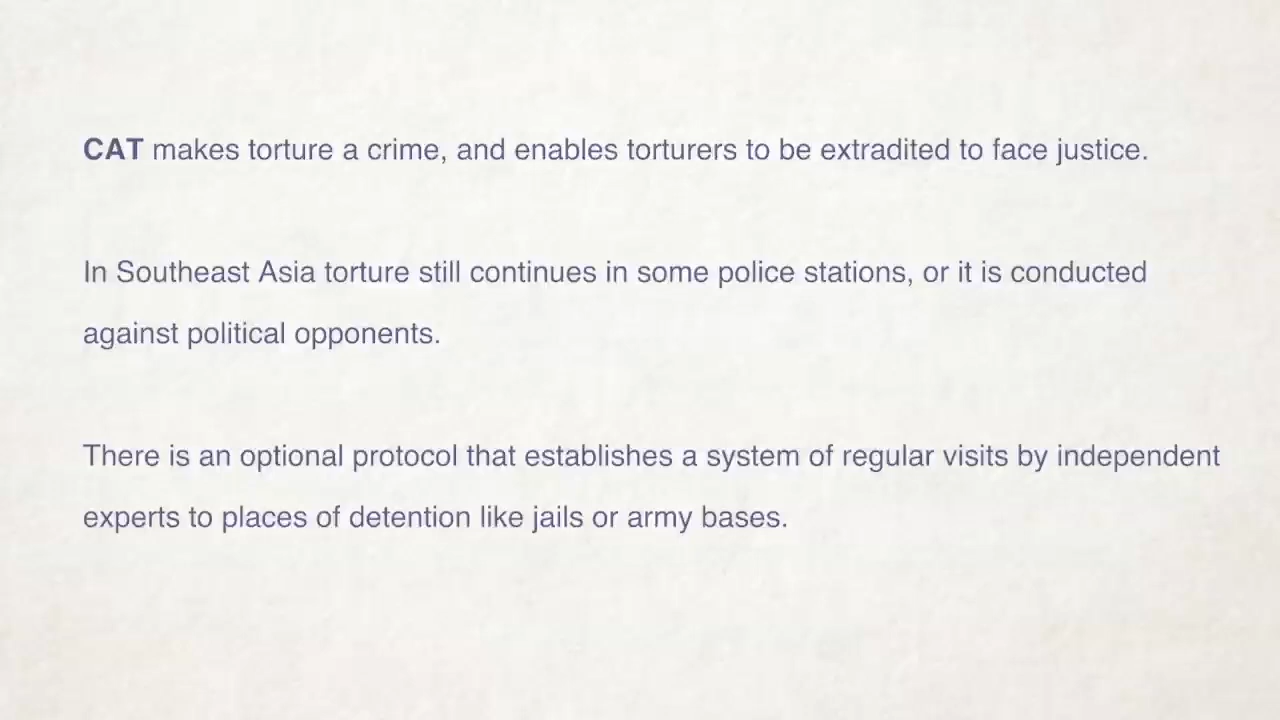 CAT makes torture a crime, and enables torturers to be extradited to face justice.
In Southeast Asia torture still continues in some police stations, or it is conducted
against political opponents.
There is an optional protocol that establishes a system of regular visits by independent
experts to places of detention like jails or army bases.